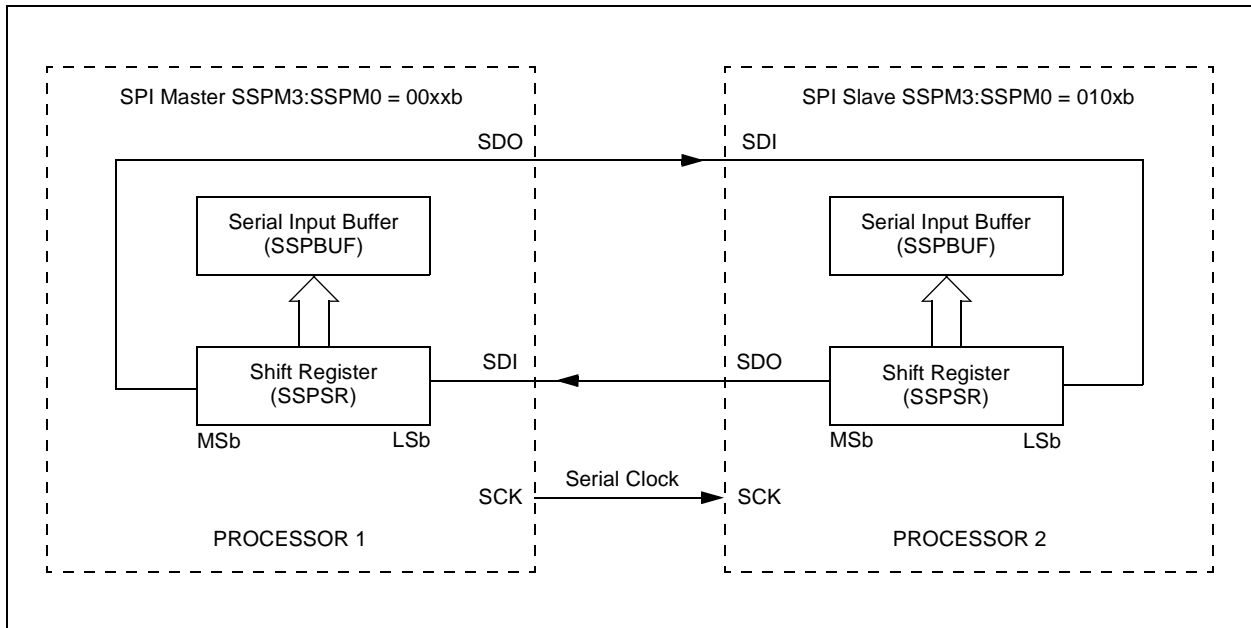 SPI Master SSPM3:SSPM0 = 00xxb
SPI Slave SSPM3:SSPM0 = 010xb
SDO
SDI
Serial Input Buffer
(SSPBUF)
Serial Input Buffer
(SSPBUF)
Shift Register
(SSPSR)
SDI
SDO
Shift Register
(SSPSR)
MSb
LSb
MSb
LSb
Serial Clock
SCK
SCK
PROCESSOR 1
PROCESSOR 2